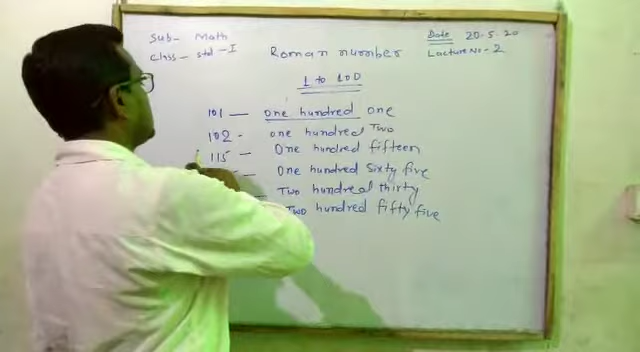 Sub- Math
Class- std -I
Roman number
Date 20-5-20
Lacture No-2
1 to 100
101 — One hundred one
102 - one hundred Two
115 — One hundred fifteen
— One hundred sixty five
Two hundred thirty
Two hundred fifty five